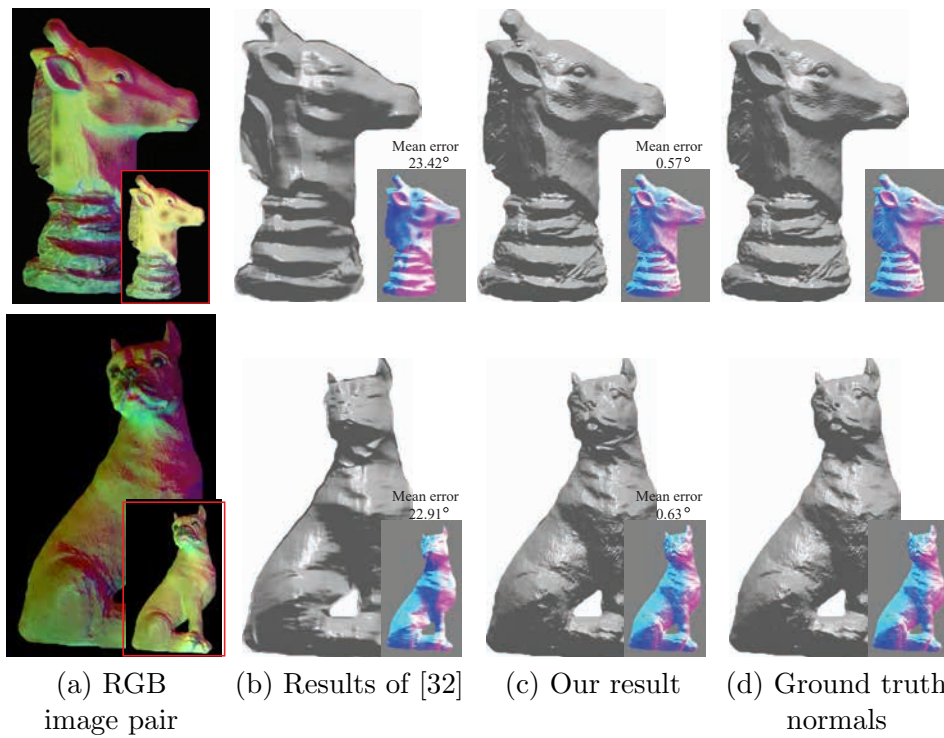 Mean error
23.42°
Mean error
0.57°
Mean error
22.91°
Mean error
0.63°
(a) RGB
image pair
(b) Results of [32]
(c) Our result
(d) Ground truth
normals